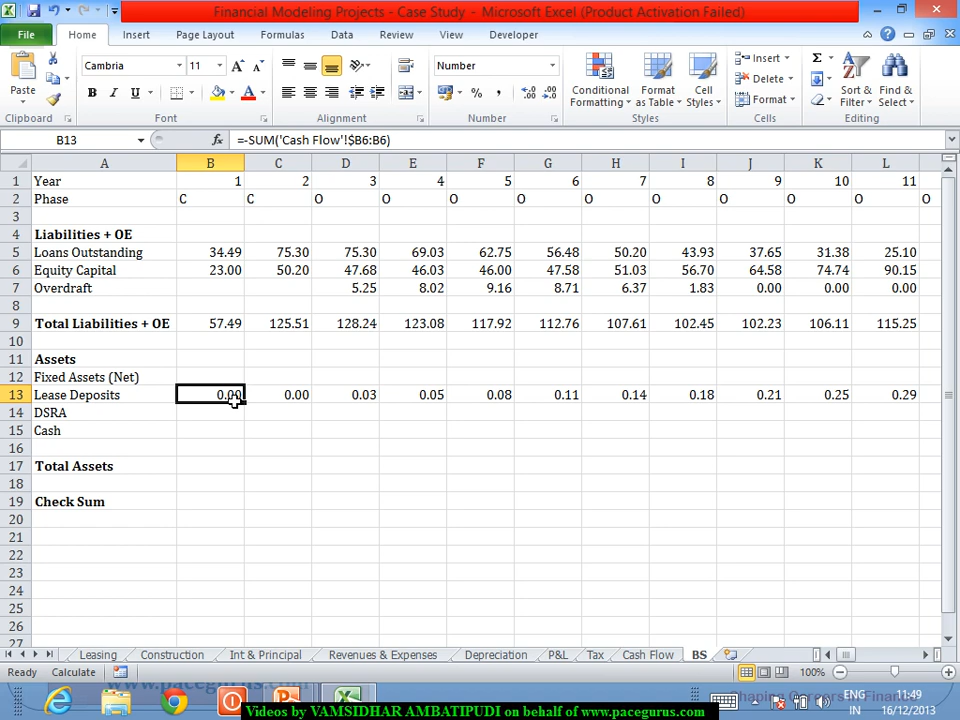 Financial Modeling Projects - Case Study - Microsoft Excel (Product Activation Failed)
File Home Insert Page Layout Formulas Data Review View Developer
Paste Cambria 11 Number Conditional Formatting Format as Table Cell Styles Insert Delete Format Sort & Filter Find & Select
Clipboard Font Alignment Number Styles Cells Editing
B13 fx =-SUM('Cash Flow'!$B6:B6)
A B C D E F G H I J K L
1 Year 1 2 3 4 5 6 7 8 9 10 11
2 Phase C C O O O O O O O O O O
3
4 Liabilities + OE
5 Loans Outstanding 34.49 75.30 75.30 69.03 62.75 56.48 50.20 43.93 37.65 31.38 25.10
6 Equity Capital 23.00 50.20 47.68 46.03 46.00 47.58 51.03 56.70 64.58 74.74 90.15
7 Overdraft 5.25 8.02 9.16 8.71 6.37 1.83 0.00 0.00 0.00
8
9 Total Liabilities + OE 57.49 125.51 128.24 123.08 117.92 112.76 107.61 102.45 102.23 106.11 115.25
10
11 Assets
12 Fixed Assets (Net)
13 Lease Deposits 0.00 0.00 0.03 0.05 0.08 0.11 0.14 0.18 0.21 0.25 0.29
14 DSRA
15 Cash
16
17 Total Assets
18
19 Check Sum
20
21
22
23
24
25
26
27
Leasing Construction Int & Principal Revenues & Expenses Depreciation P&L Tax Cash Flow BS
Ready Calculate 100%
www.pacegurus.com
Shaping Careers in Finance
ENG 11:49
IN 16/12/2013
Videos by VAMSIDHAR AMBATIPUDI on behalf of www.pacegurus.com